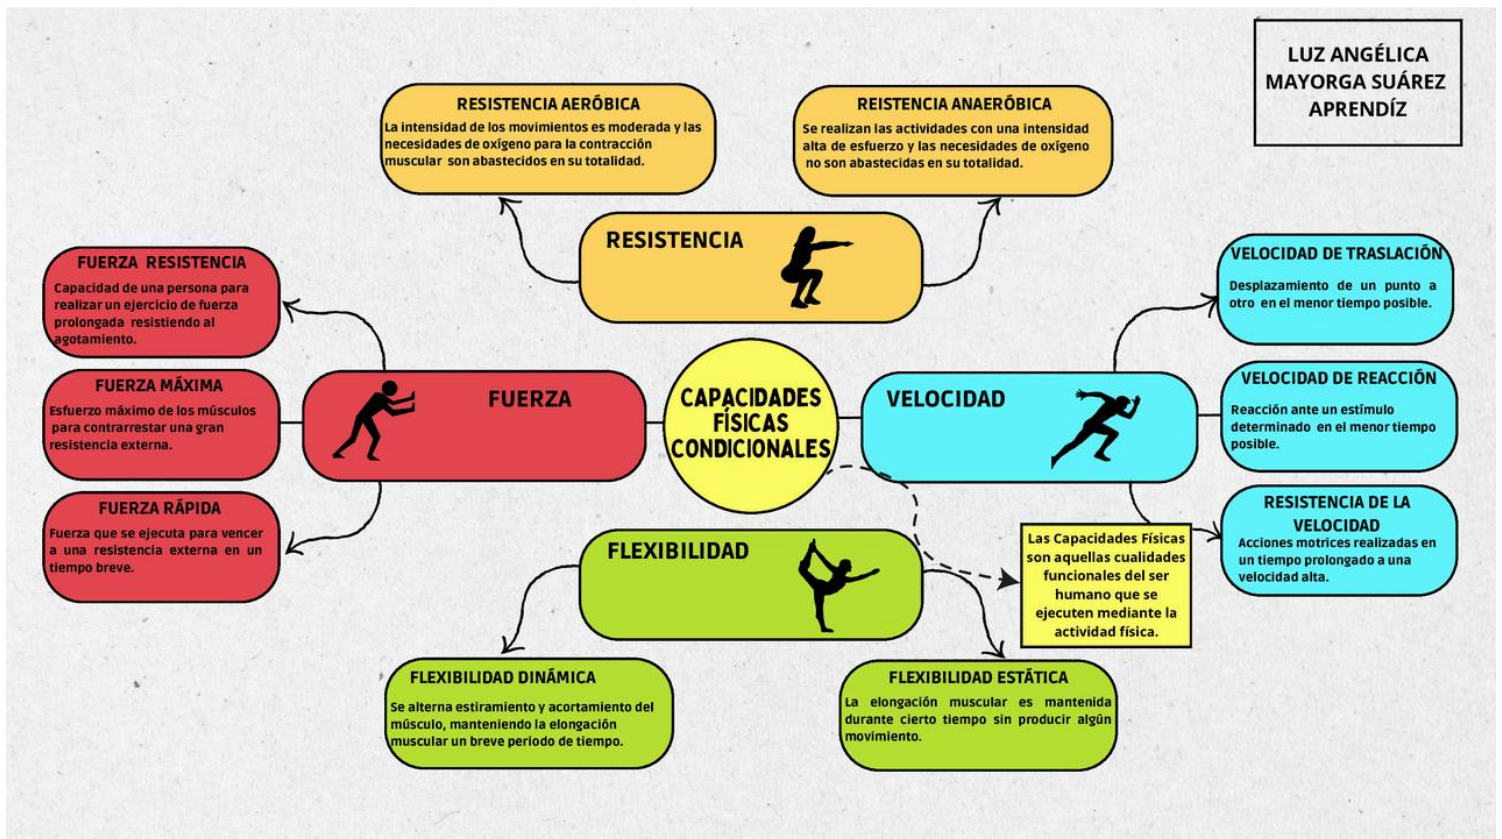 LUZ ANGÉLICA
MAYORGA SUÁREZ
APRENDÍZ
RESISTENCIA AERÓBICA
La intensidad de los movimientos es moderada y las
necesidades de oxígeno para la contracción
muscular son abastecidos en su totalidad.
REISTENCIA ANAERÓBICA
Se realizan las actividades con una intensidad
alta de esfuerzo y las necesidades de oxígeno
no son abastecidas en su totalidad.
RESISTENCIA
FUERZA RESISTENCIA
Capacidad de una persona para
realizar un ejercicio de fuerza
prolongada resistiendo al
agotamiento.
FUERZA MÁXIMA
Esfuerzo máximo de los músculos
para contrarrestar una gran
resistencia externa.
FUERZA RÁPIDA
Fuerza que se ejecuta para vencer
a una resistencia externa en un
tiempo breve.
FUERZA
CAPACIDADES
FÍSICAS
CONDICIONALES
VELOCIDAD
VELOCIDAD DE TRASLACIÓN
Desplazamiento de un punto a
otro en el menor tiempo posible.
VELOCIDAD DE REACCIÓN
Reacción ante un estímulo
determinado en el menor tiempo
posible.
RESISTENCIA DE LA
VELOCIDAD
Acciones motrices realizadas en
un tiempo prolongado a una
velocidad alta.
Las Capacidades Físicas
son aquellas cualidades
funcionales del ser
humano que se
ejecuten mediante la
actividad física.
FLEXIBILIDAD
FLEXIBILIDAD DINÁMICA
Se alterna estiramiento y acortamiento del
músculo, manteniendo la elongación
muscular un breve periodo de tiempo.
FLEXIBILIDAD ESTÁTICA
La elongación muscular es mantenida
durante cierto tiempo sin producir algún
movimiento.